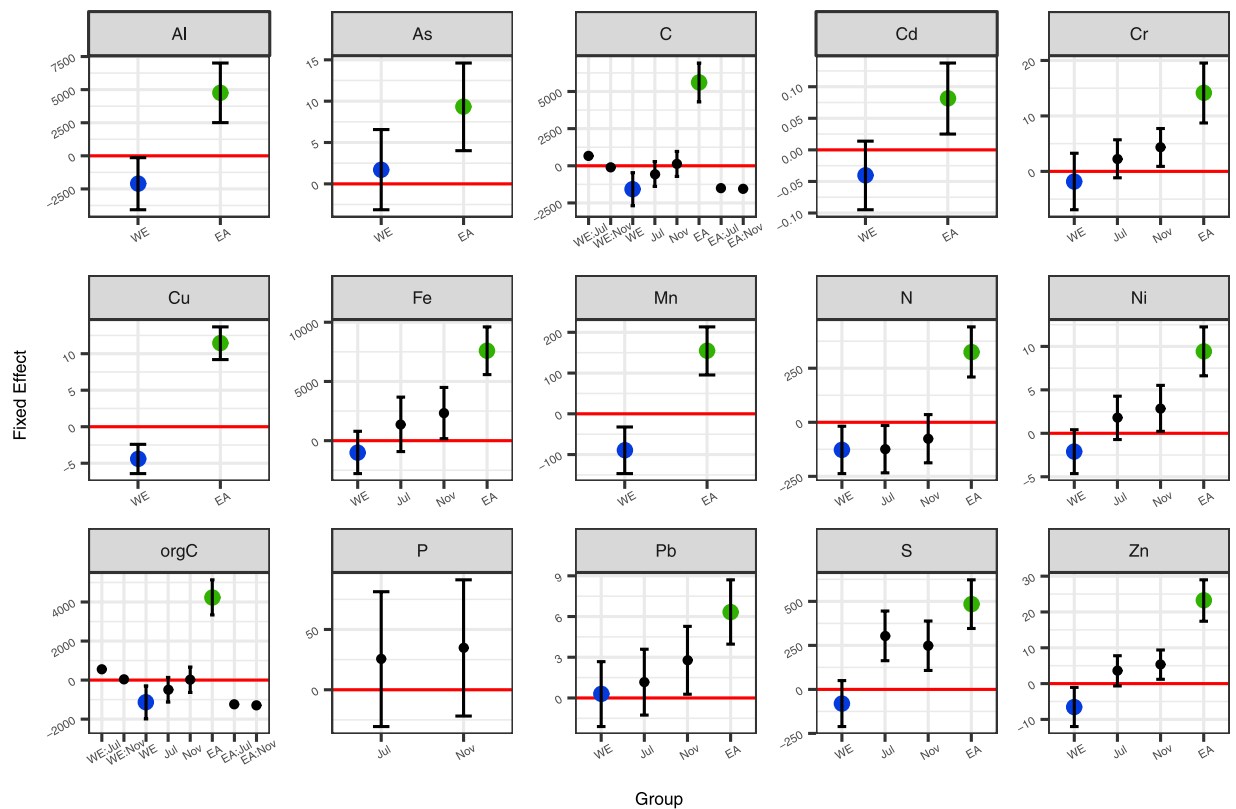 Al
As
C
Cd
Cr
7500
5000
2500
0
−2500
WE
EA
15
10
5
0
WE
EA
5000
2500
0
−2500
WE:Jul
WE:Nov
WE
Jul
Nov
EA
EA:Jul
EA:Nov
0.10
0.05
0.00
−0.05
−0.10
WE
EA
20
10
0
WE
Jul
Nov
EA
Fixed Effect
Cu
Fe
Mn
N
Ni
10
5
0
−5
WE
EA
10000
5000
0
WE
Jul
Nov
EA
200
100
0
−100
WE
EA
250
0
−250
WE
Jul
Nov
EA
10
5
0
−5
WE
Jul
Nov
EA
orgC
P
Pb
S
Zn
4000
2000
0
−2000
WE:Jul
WE:Nov
WE
Jul
Nov
EA
EA:Jul
EA:Nov
50
0
Jul
Nov
9
6
3
0
WE
Jul
Nov
EA
500
250
0
−250
WE
Jul
Nov
EA
30
20
10
0
−10
WE
Jul
Nov
EA
Group